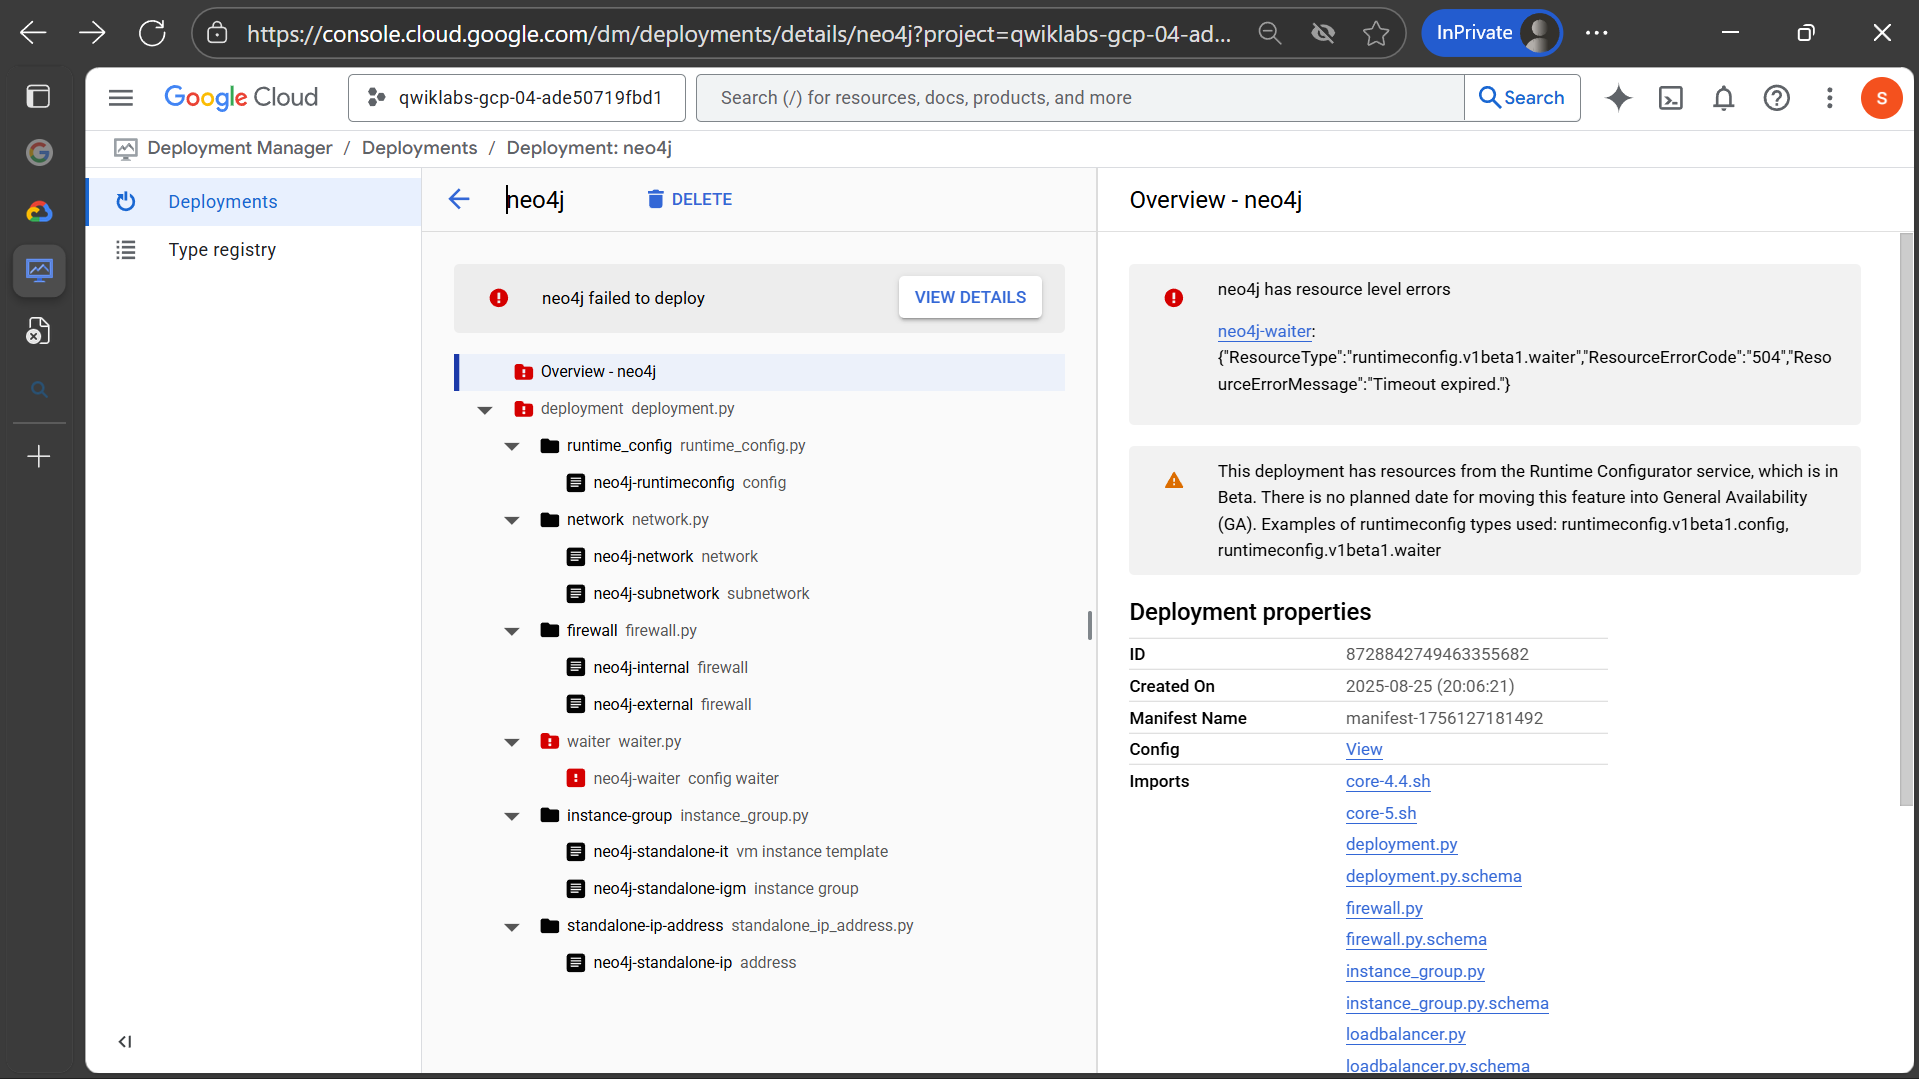 https://console.cloud.google.com/dm/deployments/details/neo4j?project=qwiklabs-gcp-04-ad...
InPrivate
Google Cloud
qwiklabs-gcp-04-ade50719fbd1
Search (/) for resources, docs, products, and more
Search
S
Deployment Manager / Deployments / Deployment: neo4j
Deployments
Type registry
neo4j
DELETE
neo4j failed to deploy
VIEW DETAILS
Overview - neo4j
deployment deployment.py
runtime_config runtime_config.py
neo4j-runtimeconfig config
network network.py
neo4j-network network
neo4j-subnetwork subnetwork
firewall firewall.py
neo4j-internal firewall
neo4j-external firewall
waiter waiter.py
neo4j-waiter config waiter
instance-group instance_group.py
neo4j-standalone-it vm instance template
neo4j-standalone-igm instance group
standalone-ip-address standalone_ip_address.py
neo4j-standalone-ip address
Overview - neo4j
neo4j has resource level errors
neo4j-waiter:
{"ResourceType":"runtimeconfig.v1beta1.waiter","ResourceErrorCode":"504","Reso
urceErrorMessage":"Timeout expired."}
This deployment has resources from the Runtime Configurator service, which is in
Beta. There is no planned date for moving this feature into General Availability
(GA). Examples of runtimeconfig types used: runtimeconfig.v1beta1.config,
runtimeconfig.v1beta1.waiter
Deployment properties
ID 8728842749463355682
Created On 2025-08-25 (20:06:21)
Manifest Name manifest-1756127181492
Config View
Imports core-4.4.sh
core-5.sh
deployment.py
deployment.py.schema
firewall.py
firewall.py.schema
instance_group.py
instance_group.py.schema
loadbalancer.py
loadbalancer.py.schema